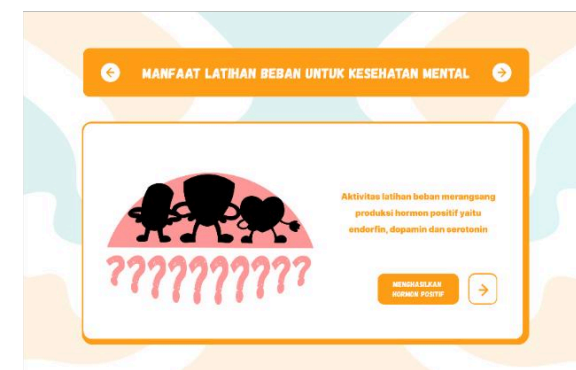 MANFAAT LATIHAN BEBAN UNTUK KESEHATAN MENTAL
Aktivitas latihan beban merangsang
produksi hormon positif yaitu
endorfin, dopamin dan serotonin
??????????
MENGHASILKAN
HORMON POSITIF